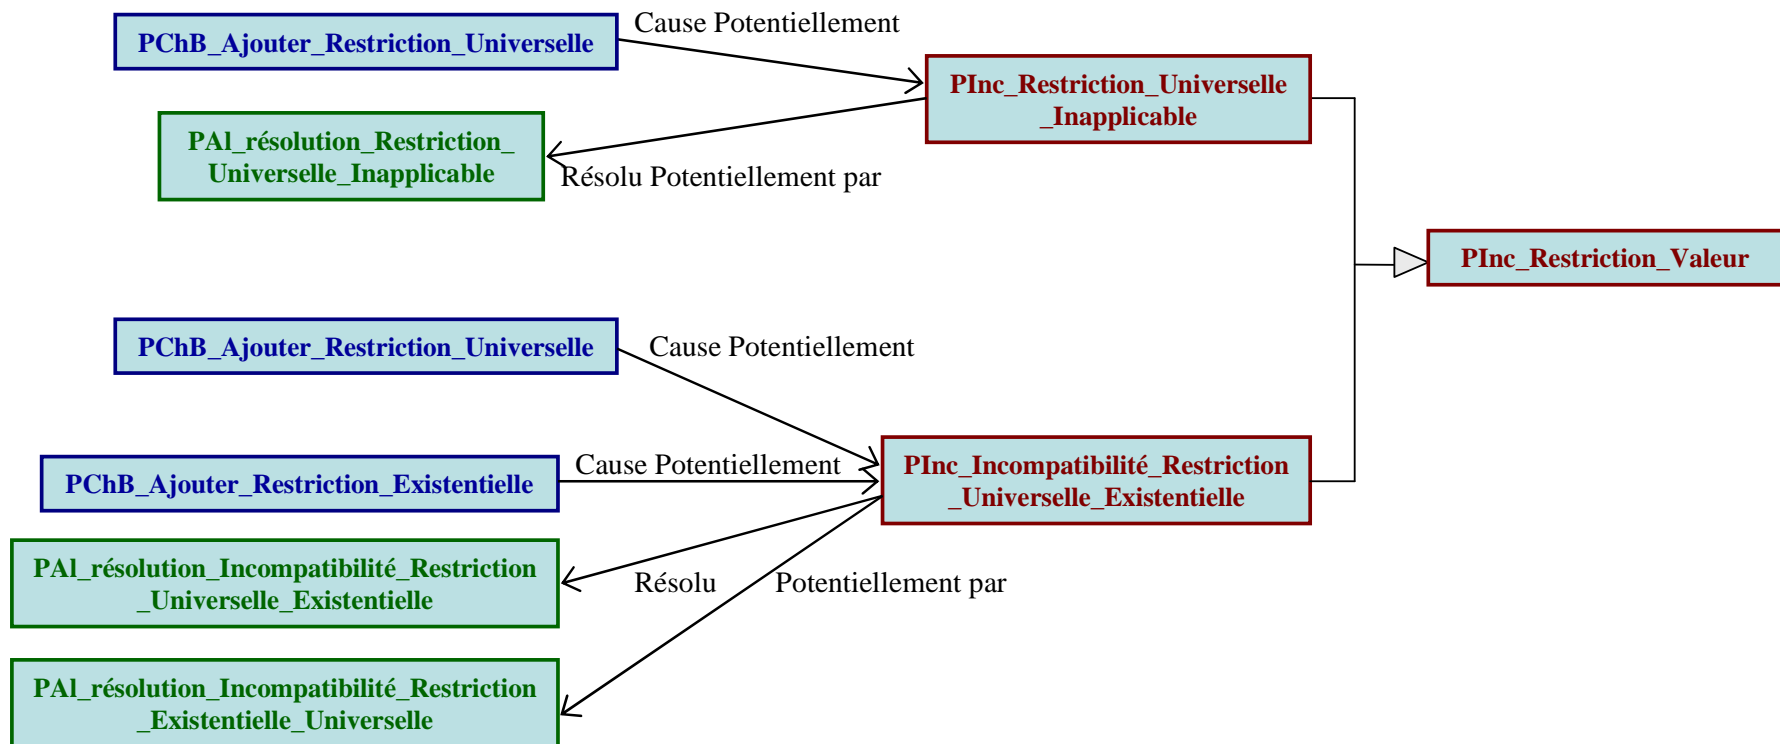 Cause Potentiellement
PChB_Ajouter_Restriction_Universelle
PInc_Restriction_Universelle
_Inapplicable
PAl_résolution_Restriction_
Universelle_Inapplicable
Résolu Potentiellement par
PInc_Restriction_Valeur
PChB_Ajouter_Restriction_Universelle
Cause Potentiellement
PChB_Ajouter_Restriction_Existentielle
Cause Potentiellement
PInc_Incompatibilité_Restriction
_Universelle_Existentielle
PAl_résolution_Incompatibilité_Restriction
_Universelle_Existentielle
Résolu Potentiellement par
PAl_résolution_Incompatibilité_Restriction
_Existentielle_Universelle